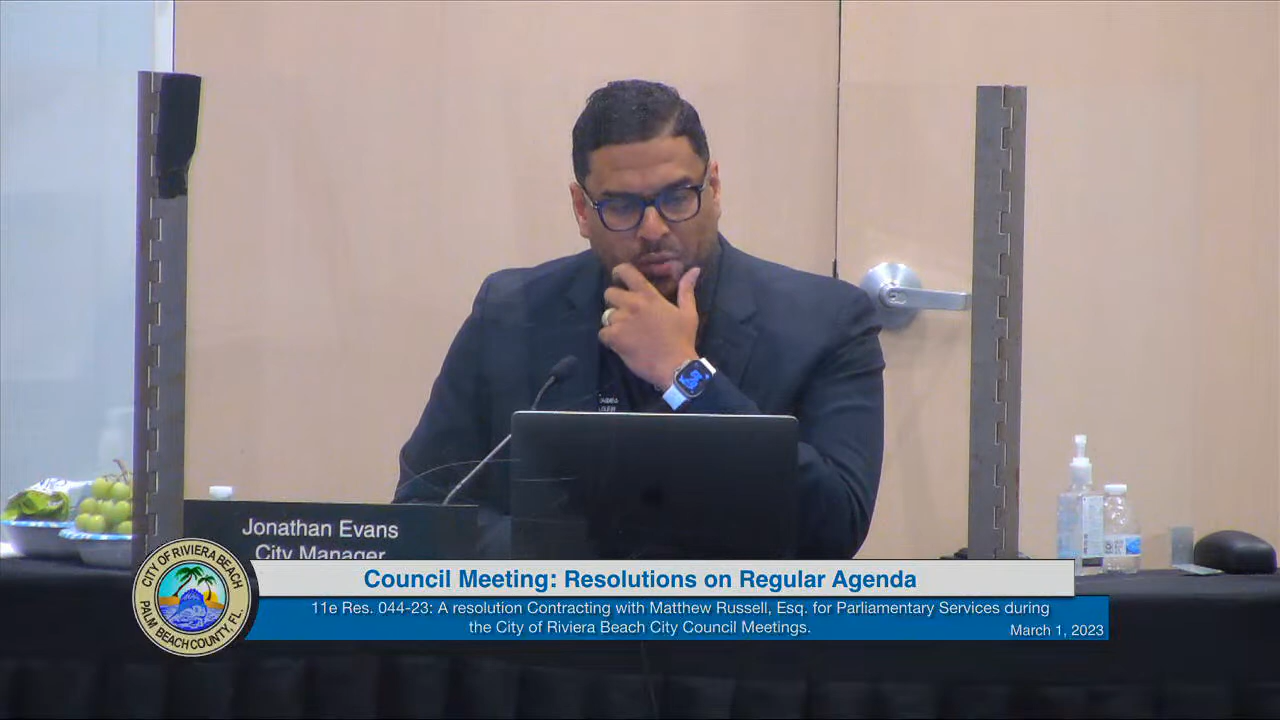 Jonathan Evans
City Manager
CITY OF RIVIERA BEACH
PALM BEACH COUNTY, FL.
Council Meeting: Resolutions on Regular Agenda
11e Res. 044-23: A resolution Contracting with Matthew Russell, Esq. for Parliamentary Services during
the City of Riviera Beach City Council Meetings.
March 1, 2023